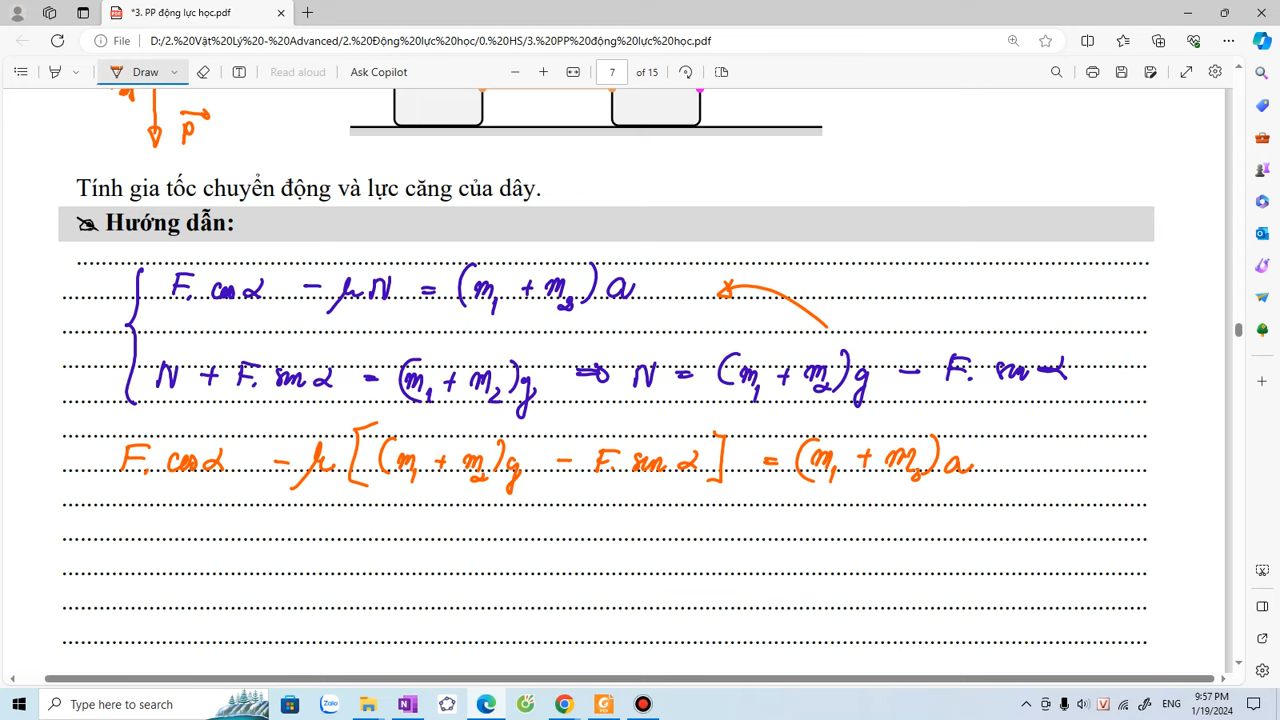 *3. PP động lực học.pdf
File D:/2.%20Vật%20Lý%20-%20Advanced/2.%20Động%20lực%20học/0.%20HS/3.%20PP%20động%20lực%20học.pdf
Draw Read aloud Ask Copilot 7 of 15
P
Tính gia tốc chuyển động và lực căng của dây.
Hướng dẫn:
F. cosα - μN = (m₁ + m₂) a
N + F. sinα = (m₁ + m₂)g ⇒ N = (m₁ + m₂)g - F. sinα
F. cosα - μ[(m₁ + m₂)g - F. sinα] = (m₁ + m₂)a
Type here to search
Zalo
ENG
9:57 PM
1/19/2024